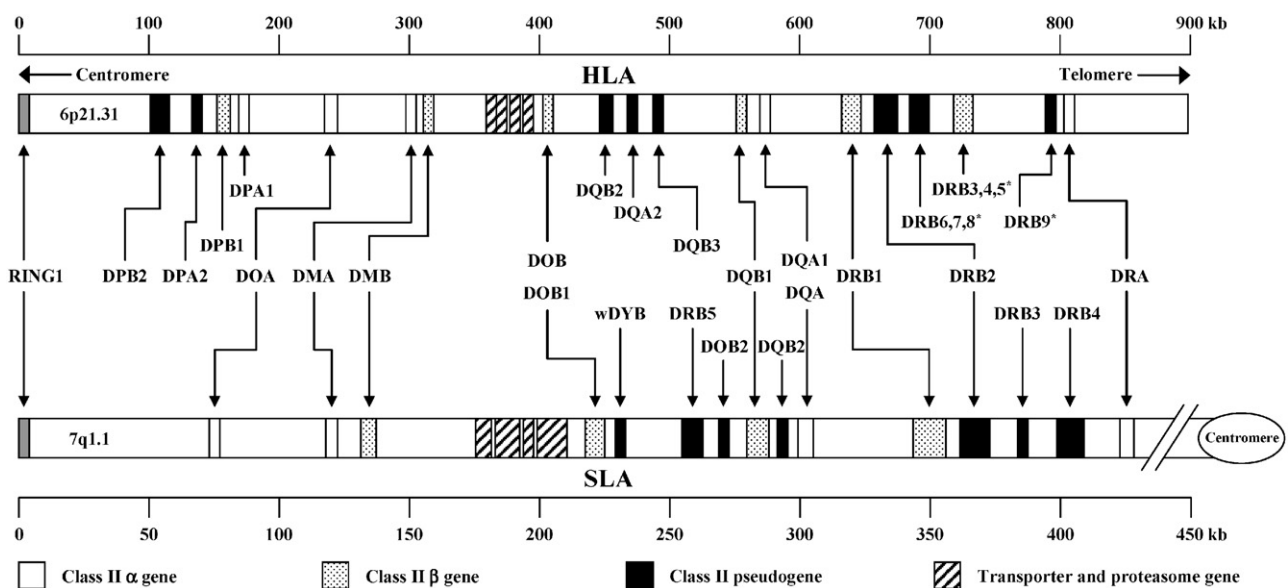 0 100 200 300 400 500 600 700 800 900 kb
Centromere HLA Telomere
6p21.31
DPA1 DQB2 DRB3,4,5*
DQA2
DPB1 DRB6,7,8* DRB9*
DQB3
DOB DQA1
RING1 DPB2 DPA2 DOA DMA DMB DQB1 DRB1 DRB2 DRA
DOB1 DQA
wDYB DRB5 DRB3 DRB4
DOB2 DQB2
7q1.1 Centromere
SLA
0 50 100 150 200 250 300 350 400 450 kb
Class II α gene Class II β gene Class II pseudogene Transporter and proteasome gene